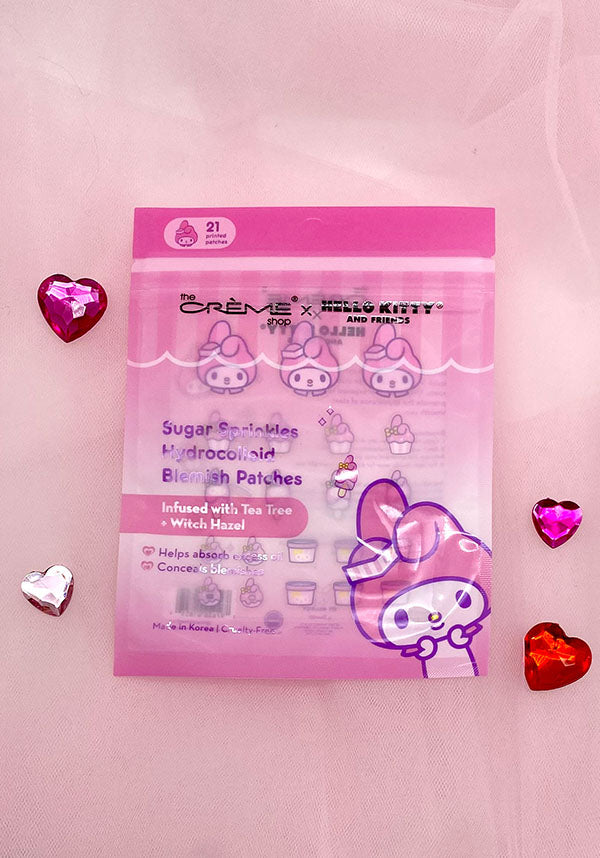 21
printed
patches
the
CRÈME®
shop
x
HELLO KITTY®
AND FRIENDS
Sugar Sprinkles
Hydrocolloid
Blemish Patches
Infused with Tea Tree
+ Witch Hazel
Helps absorb excess oil
Conceals blemishes
Made in Korea | Cruelty-Free